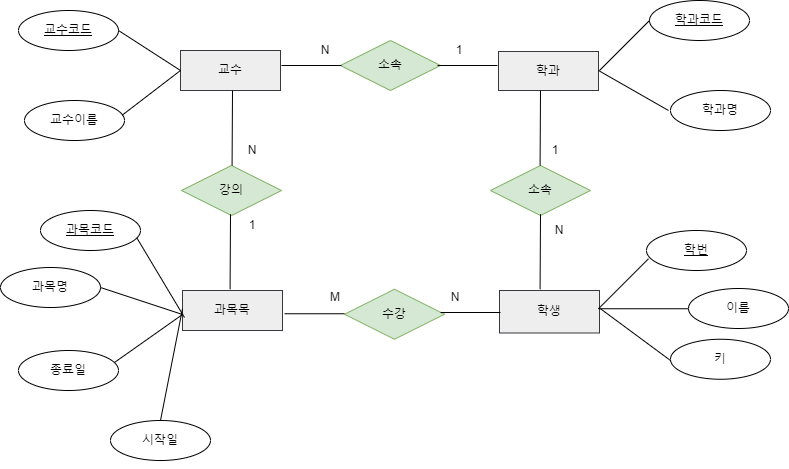 교수코드
학과코드
교수
N
소속
1
학과
교수이름
학과명
N
1
강의
소속
1
N
과목코드
학번
과목명
과목목
M
수강
N
학생
이름
종료일
키
시작일